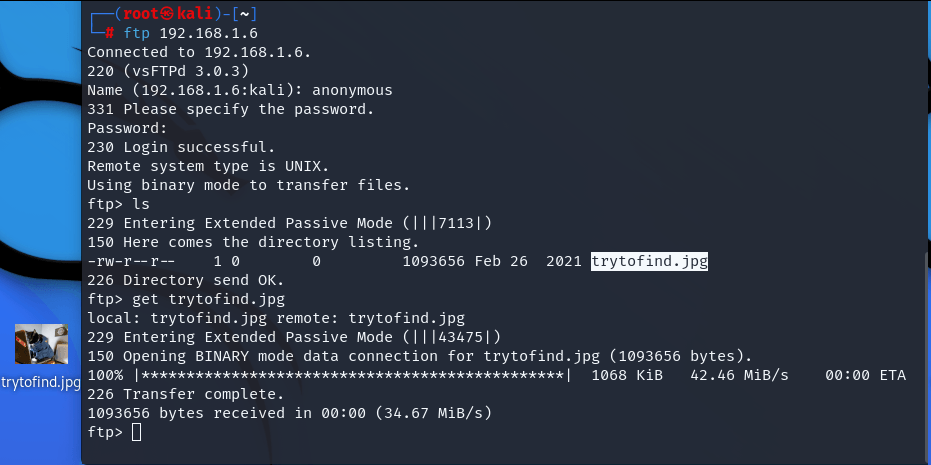 ┌──(root㉿kali)-[~]
└─# ftp 192.168.1.6
Connected to 192.168.1.6.
220 (vsFTPd 3.0.3)
Name (192.168.1.6:kali): anonymous
331 Please specify the password.
Password:
230 Login successful.
Remote system type is UNIX.
Using binary mode to transfer files.
ftp> ls
229 Entering Extended Passive Mode (|||7113|)
150 Here comes the directory listing.
-rw-r--r--    1 0        0         1093656 Feb 26  2021 trytofind.jpg
226 Directory send OK.
ftp> get trytofind.jpg
local: trytofind.jpg remote: trytofind.jpg
229 Entering Extended Passive Mode (|||43475|)
150 Opening BINARY mode data connection for trytofind.jpg (1093656 bytes).
100% |***********************************************|  1068 KiB   42.46 MiB/s    00:00 ETA
226 Transfer complete.
1093656 bytes received in 00:00 (34.67 MiB/s)
ftp>
trytofind.jpg